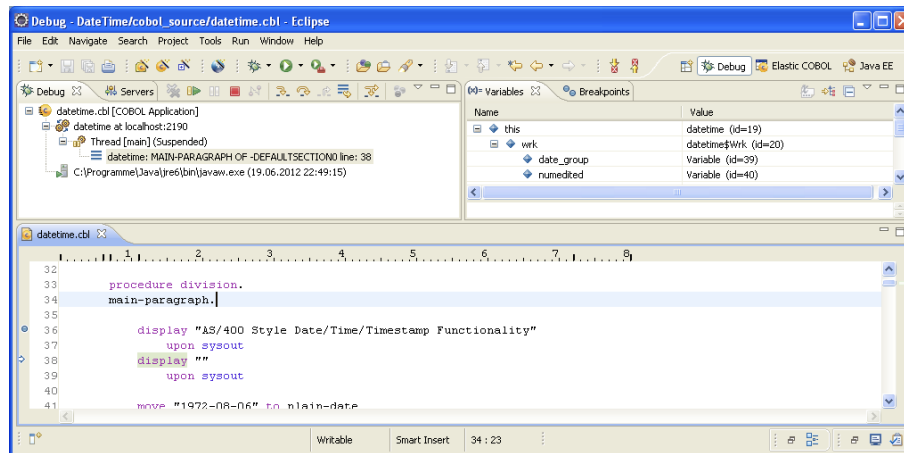 Debug - DateTime/cobol_source/datetime.cbl - Eclipse
File Edit Navigate Search Project Tools Run Window Help
Debug Elastic COBOL Java EE
Debug Servers
datetime.cbl [COBOL Application]
datetime at localhost:2190
Thread [main] (Suspended)
datetime: MAIN-PARAGRAPH OF -DEFAULTSECTION0 line: 38
C:\Programme\Java\jre6\bin\javaw.exe (19.06.2012 22:49:15)
(x)= Variables Breakpoints
Name Value
this datetime (id=19)
wrk datetime$Wrk (id=20)
date_group Variable (id=39)
numedited Variable (id=40)
datetime.cbl
1 2 3 4 5 6 7 8
32
33 procedure division.
34 main-paragraph.
35
36 display "AS/400 Style Date/Time/Timestamp Functionality"
37 upon sysout
38 display ""
39 upon sysout
40
41 move "1972-08-06" to plain-date
Writable Smart Insert 34 : 23